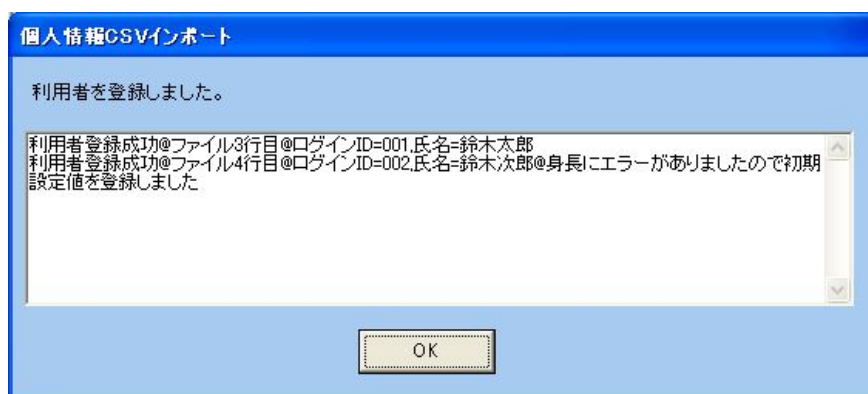 個人情報CSVインポート
利用者を登録しました。
利用者登録成功@ファイル3行目@ログインID=001,氏名=鈴木太郎
利用者登録成功@ファイル4行目@ログインID=002,氏名=鈴木次郎@身長にエラーがありましたので初期
設定値を登録しました
OK